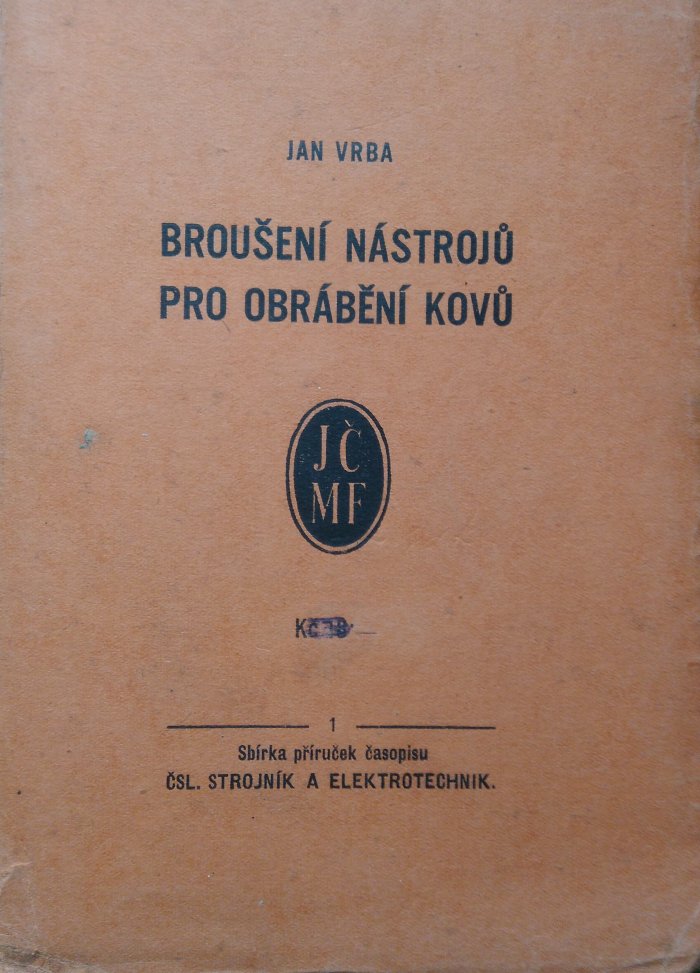 JAN VRBA
BROUŠENÍ NÁSTROJŮ
PRO OBRÁBĚNÍ KOVŮ
JČ
MF
1
Sbírka příruček časopisu
ČSL. STROJNÍK A ELEKTROTECHNIK.